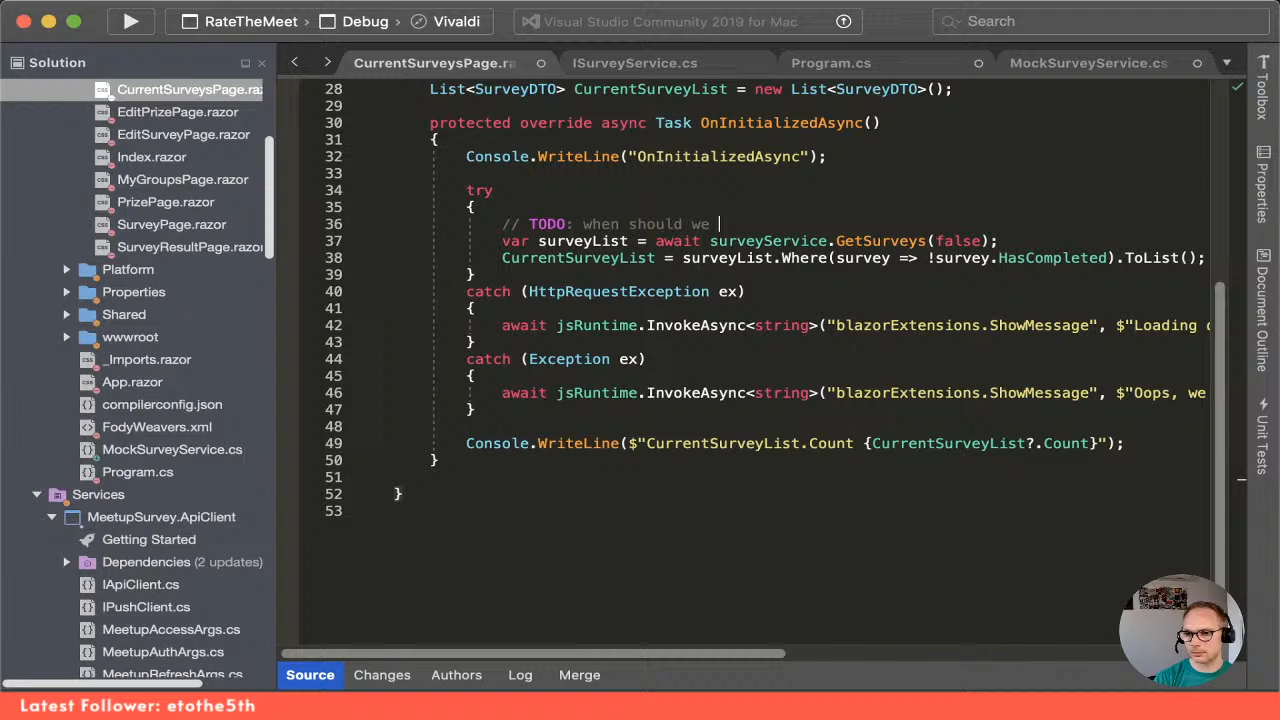 RateTheMeet > Debug > Vivaldi
Visual Studio Community 2019 for Mac
Search
Solution
CurrentSurveysPage.ra
ISurveyService.cs
Program.cs
MockSurveyService.cs
CurrentSurveysPage.raz
EditPrizePage.razor
EditSurveyPage.razor
Index.razor
MyGroupsPage.razor
PrizePage.razor
SurveyPage.razor
SurveyResultPage.razor
Platform
Properties
Shared
wwwroot
_Imports.razor
App.razor
compilerconfig.json
FodyWeavers.xml
MockSurveyService.cs
Program.cs
Services
MeetupSurvey.ApiClient
Getting Started
Dependencies (2 updates)
IApiClient.cs
IPushClient.cs
MeetupAccessArgs.cs
MeetupAuthArgs.cs
MeetupRefreshArgs.cs
28 List<SurveyDTO> CurrentSurveyList = new List<SurveyDTO>();
29
30 protected override async Task OnInitializedAsync()
31 {
32 Console.WriteLine("OnInitializedAsync");
33
34 try
35 {
36 // TODO: when should we
37 var surveyList = await surveyService.GetSurveys(false);
38 CurrentSurveyList = surveyList.Where(survey => !survey.HasCompleted).ToList();
39 }
40 catch (HttpRequestException ex)
41 {
42 await jsRuntime.InvokeAsync<string>("blazorExtensions.ShowMessage", $"Loading
43 }
44 catch (Exception ex)
45 {
46 await jsRuntime.InvokeAsync<string>("blazorExtensions.ShowMessage", $"Oops, we
47 }
48
49 Console.WriteLine($"CurrentSurveyList.Count {CurrentSurveyList?.Count}");
50 }
51
52 }
53
Toolbox
Properties
Document Outline
Unit Tests
Source
Changes
Authors
Log
Merge
Latest Follower: etothe5th